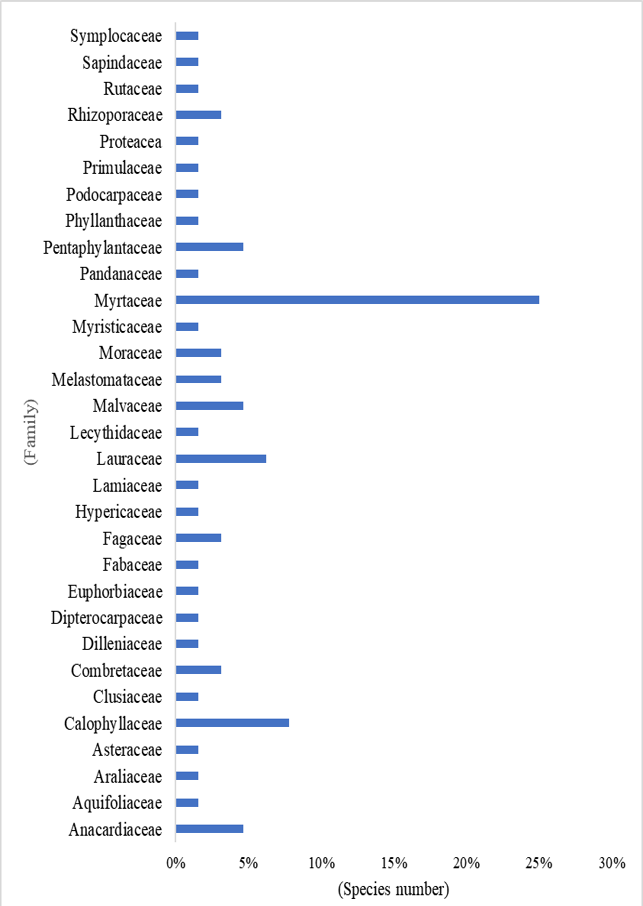 Symplocaceae
Sapindaceae
Rutaceae
Rhizoporaceae
Proteacea
Primulaceae
Podocarpaceae
Phyllanthaceae
Pentaphylantaceae
Pandanaceae
Myrtaceae
Myristicaceae
Moraceae
Melastomataceae
Malvaceae
Lecythidaceae
Lauraceae
Lamiaceae
Hypericaceae
Fagaceae
Fabaceae
Euphorbiaceae
Dipterocarpaceae
Dilleniaceae
Combretaceae
Clusiaceae
Calophyllaceae
Asteraceae
Araliaceae
Aquifoliaceae
Anacardiaceae
(Family)
0% 5% 10% 15% 20% 25% 30%
(Species number)